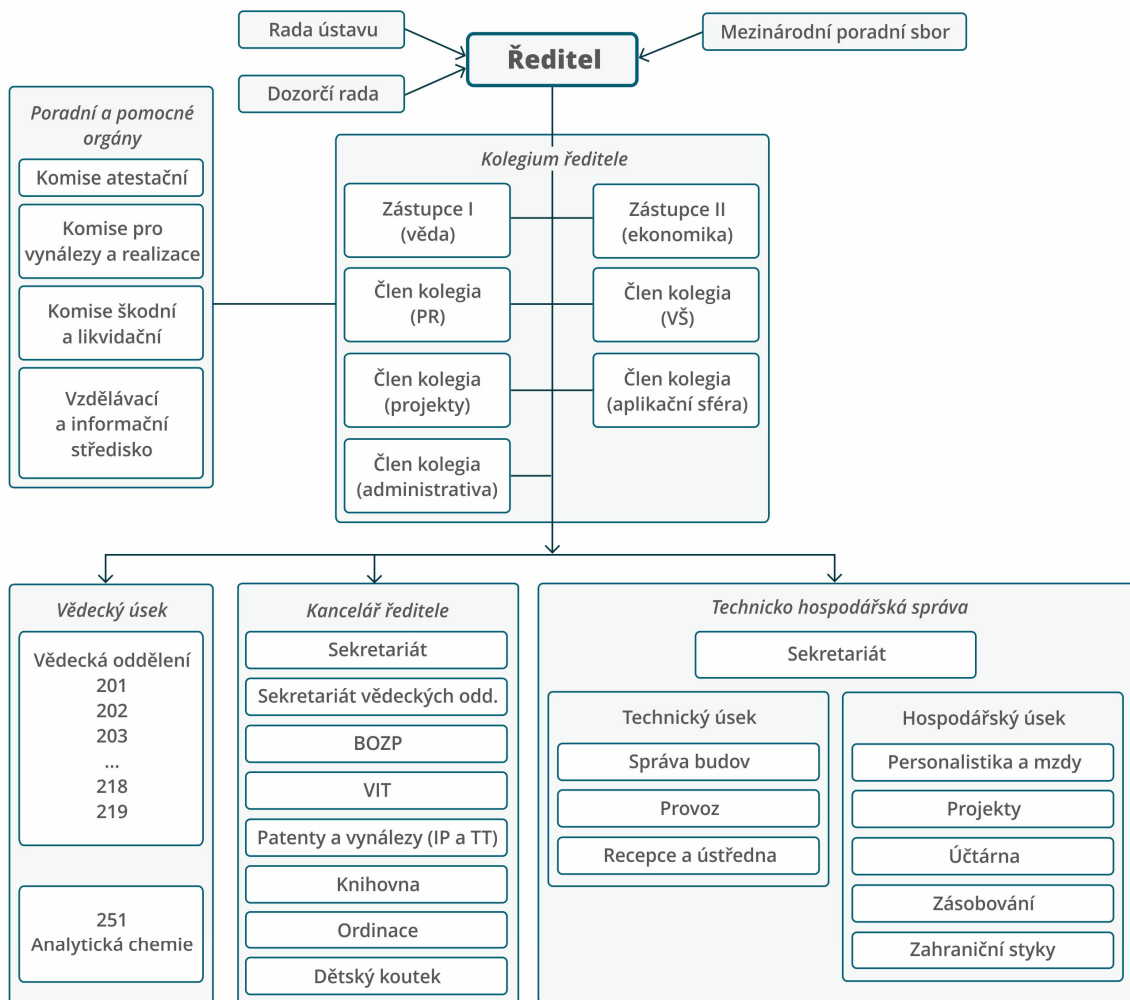 Rada ústavu
Mezinárodní poradní sbor
Ředitel
Dozorčí rada
Poradní a pomocné
orgány
Komise atestační
Komise pro
vynálezy a realizace
Komise škodní
a likvidační
Vzdělávací
a informační
středisko
Kolegium ředitele
Zástupce I
(věda)
Zástupce II
(ekonomika)
Člen kolegia
(PR)
Člen kolegia
(VŠ)
Člen kolegia
(projekty)
Člen kolegia
(aplikační sféra)
Člen kolegia
(administrativa)
Vědecký úsek
Vědecká oddělení
201
202
203
...
218
219
251
Analytická chemie
Kancelář ředitele
Sekretariát
Sekretariát vědeckých odd.
BOZP
VIT
Patenty a vynálezy (IP a TT)
Knihovna
Ordinace
Dětský koutek
Technicko hospodářská správa
Sekretariát
Technický úsek
Správa budov
Provoz
Recepce a ústředna
Hospodářský úsek
Personalistika a mzdy
Projekty
Účtárna
Zásobování
Zahraniční styky